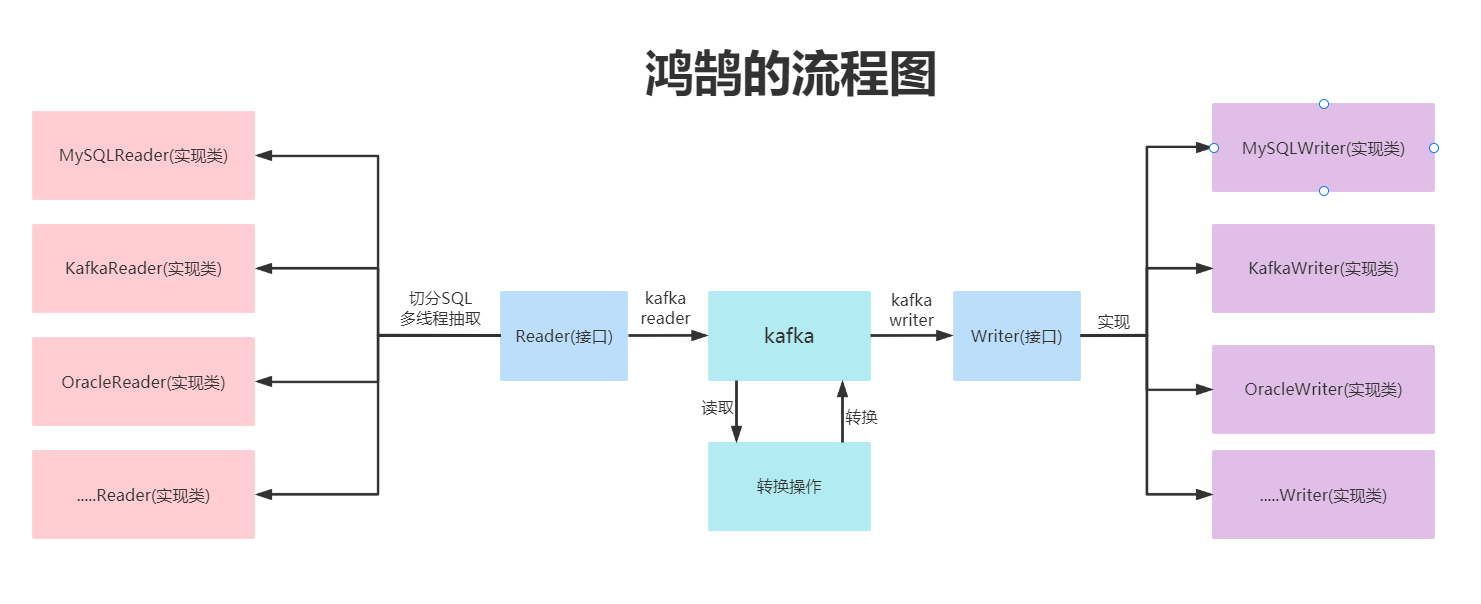 鸿鹄的流程图
MySQLReader(实现类)
KafkaReader(实现类)
OracleReader(实现类)
.....Reader(实现类)
切分SQL
多线程抽取
Reader(接口)
kafka
reader
kafka
读取
转换
转换操作
kafka
writer
Writer(接口)
实现
MySQLWriter(实现类)
KafkaWriter(实现类)
OracleWriter(实现类)
.....Writer(实现类)